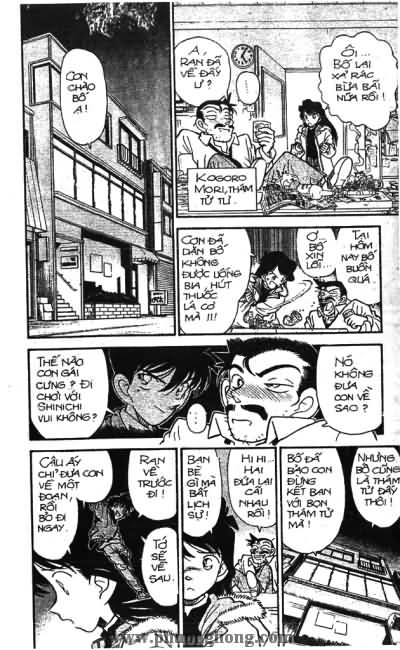 CON
CHÀO
BỐ
Ạ!
A,
RAN ĐÃ
VỀ ĐẤY
Ư?
Ôi...
BỐ LẠI
XẢ RÁC
BỪA BÃI
NỮA RỒI!
KOGORO
MORI, THÁM
TỬ TƯ.
CON ĐÃ
DẶN BỐ
KHÔNG
ĐƯỢC UỐNG
BIA, HÚT
THUỐC
LÁ CƠ
MÀ!!!
Ơ..
BỐ
XIN
LỖI...
TẠI
HÔM
NAY BỐ
BUỒN
QUÁ.
THẾ NÀO
CON GÁI
CƯNG? ĐI
CHƠI VỚI
SHINICHI
VUI KHÔNG?
...
NÓ
KHÔNG
ĐƯA
CON VỀ
SAO?
CẬU ẤY
CHỈ ĐƯA CON
VỀ MỘT
ĐOẠN,
RỒI
BỎ ĐI
NGAY.
RAN
VỀ
TRƯỚC
ĐI!
TỚ
SẼ VỀ
SAU.
BẠN
BÈ
GÌ MÀ
BẤT
LỊCH
SỰ!
HI HI...
HAI
ĐỨA LẠI
CÃI
NHAU
RỒI!
BỐ ĐÃ
BẢO CON
ĐỪNG
KẾT BẠN
VỚI BỌN
THÁM TỬ
MÀ!
NHƯNG
BỐ CŨNG
LÀ THÁM
TỬ ĐẤY
THÔI!